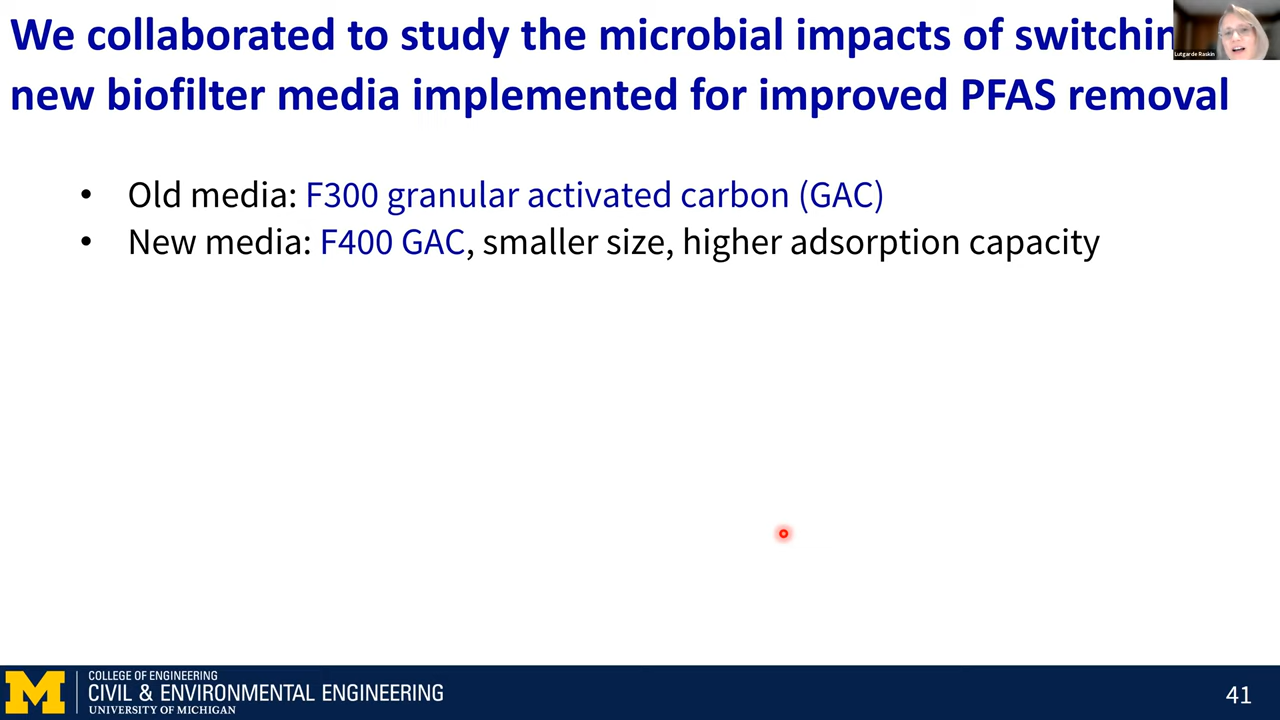 We collaborated to study the microbial impacts of
new biofilter media implemented for improved PFAS removal
Lutgarde Raskin
• Old media: F300 granular activated carbon (GAC)
• New media: F400 GAC, smaller size, higher adsorption capacity
M
COLLEGE OF ENGINEERING
CIVIL & ENVIRONMENTAL ENGINEERING
UNIVERSITY OF MICHIGAN
41